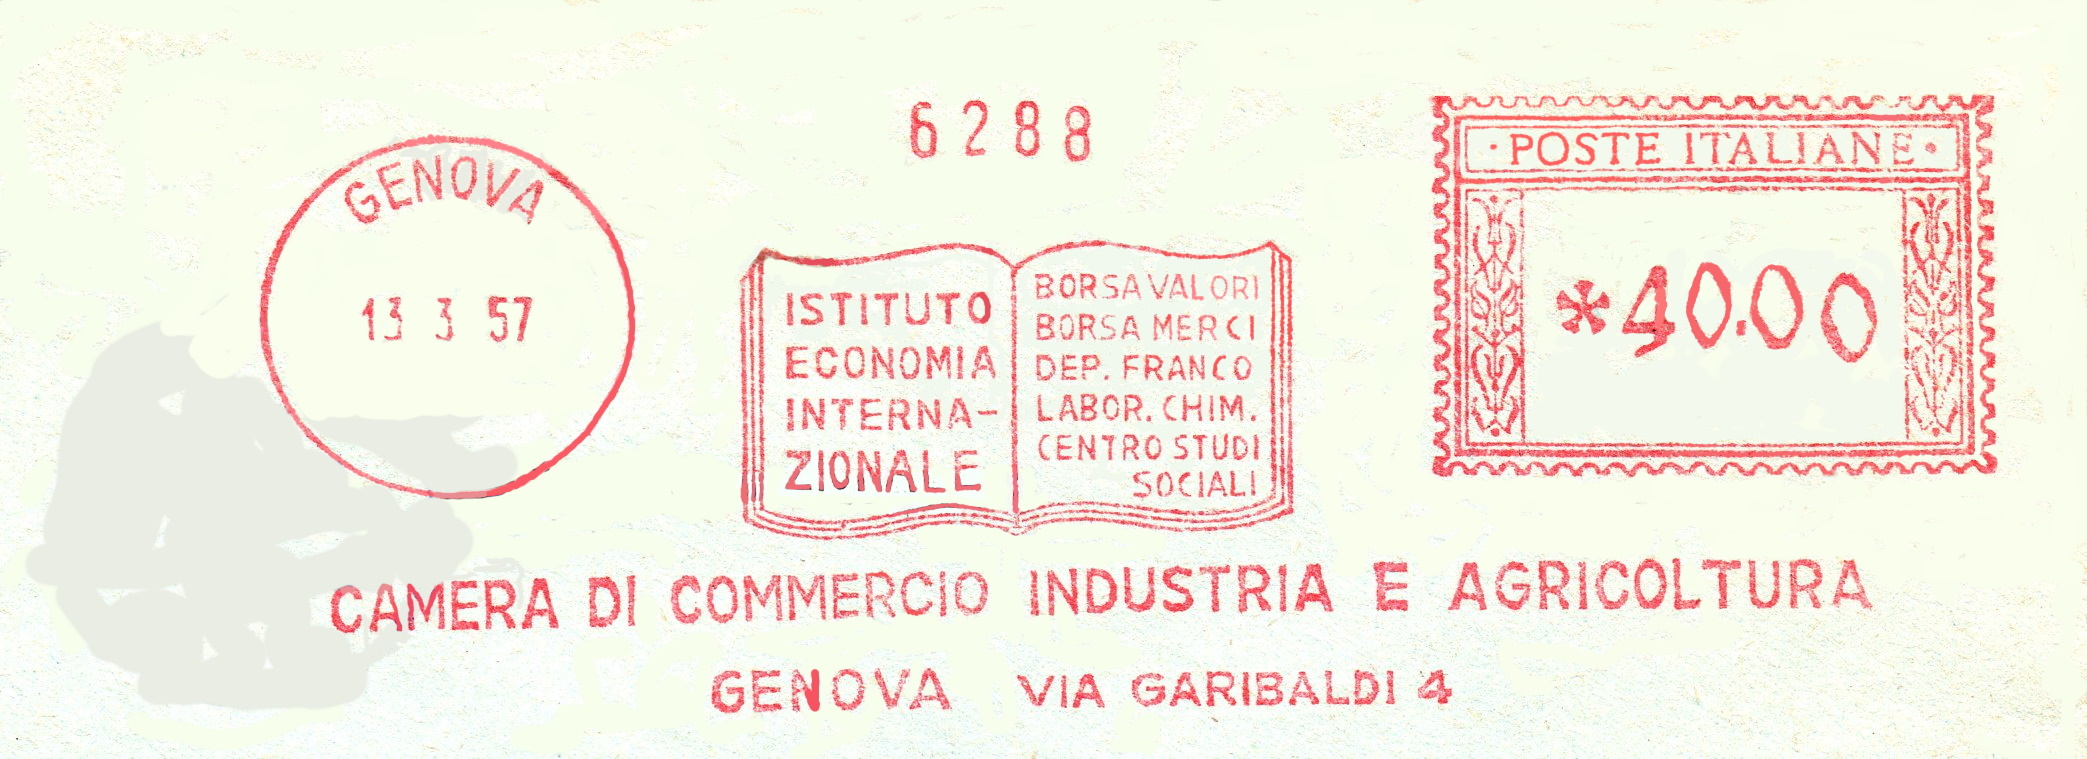 6288
GENOVA
13 3 57
ISTITUTO
ECONOMIA
INTERNA-
ZIONALE
BORSA VALORI
BORSA MERCI
DEP. FRANCO
LABOR. CHIM.
CENTRO STUDI
SOCIALI
· POSTE ITALIANE ·
*40.00
CAMERA DI COMMERCIO INDUSTRIA E AGRICOLTURA
GENOVA VIA GARIBALDI 4